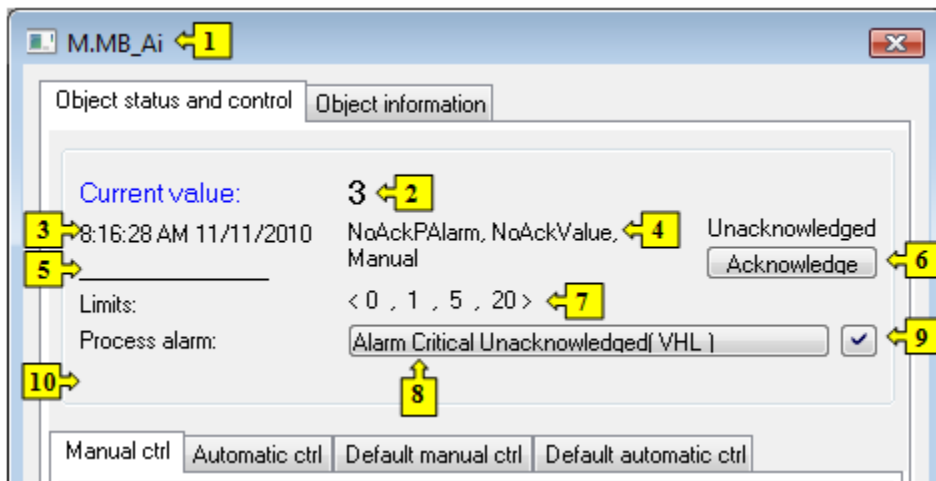 M.MB_Ai 1
Object status and control Object information
Current value: 3 2
3 8:16:28 AM 11/11/2010 NoAckPAlarm, NoAckValue, 4 Unacknowledged
Manual
5 Acknowledge 6
Limits: < 0 , 1 , 5 , 20 > 7
Process alarm: Alarm Critical Unacknowledged( VHL ) 9
10 8
Manual ctrl Automatic ctrl Default manual ctrl Default automatic ctrl